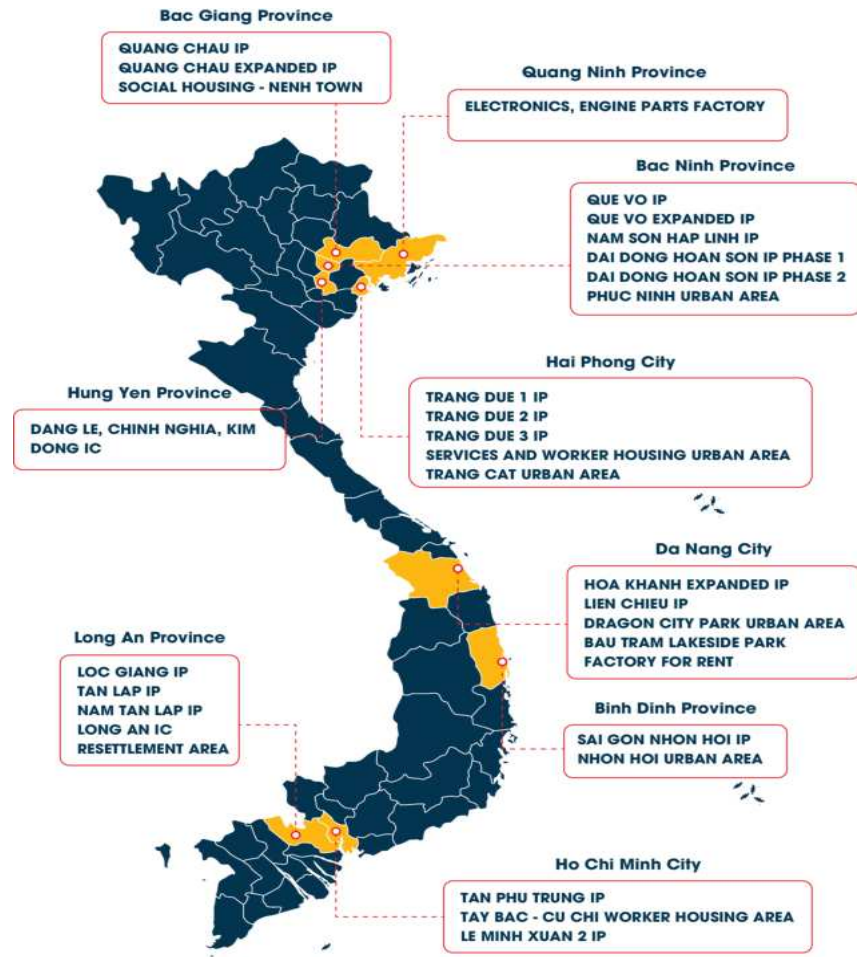 Bac Giang Province
QUANG CHAU IP
QUANG CHAU EXPANDED IP
SOCIAL HOUSING - NENH TOWN
Quang Ninh Province
ELECTRONICS, ENGINE PARTS FACTORY
Bac Ninh Province
QUE VO IP
QUE VO EXPANDED IP
NAM SON HAP LINH IP
DAI DONG HOAN SON IP PHASE 1
DAI DONG HOAN SON IP PHASE 2
PHUC NINH URBAN AREA
Hai Phong City
TRANG DUE 1 IP
TRANG DUE 2 IP
TRANG DUE 3 IP
SERVICES AND WORKER HOUSING URBAN AREA
TRANG CAT URBAN AREA
Hung Yen Province
DANG LE, CHINH NGHIA, KIM
DONG IC
Da Nang City
HOA KHANH EXPANDED IP
LIEN CHIEU IP
DRAGON CITY PARK URBAN AREA
BAU TRAM LAKESIDE PARK
FACTORY FOR RENT
Long An Province
LOC GIANG IP
TAN LAP IP
NAM TAN LAP IP
LONG AN IC
RESETTLEMENT AREA
Binh Dinh Province
SAI GON NHON HOI IP
NHON HOI URBAN AREA
Ho Chi Minh City
TAN PHU TRUNG IP
TAY BAC - CU CHI WORKER HOUSING AREA
LE MINH XUAN 2 IP